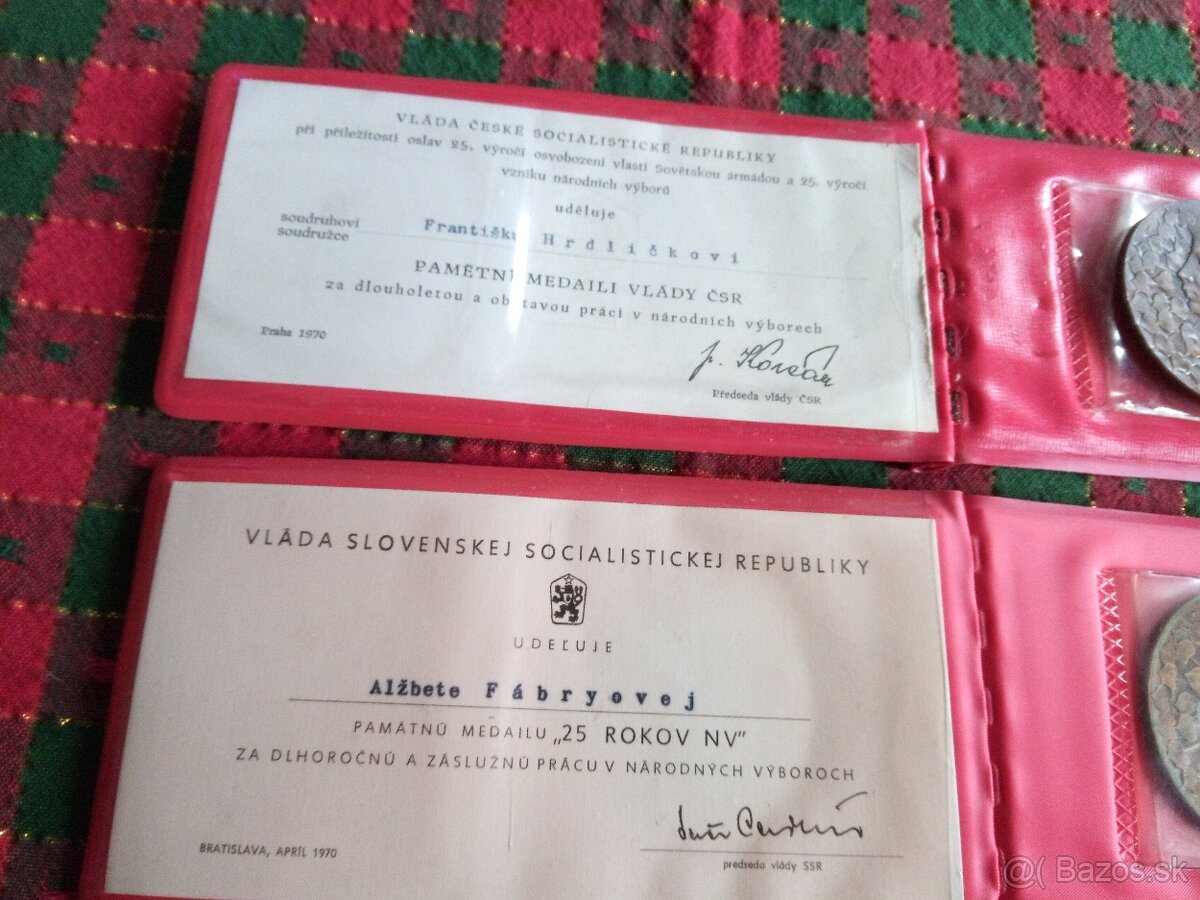 VLÁDA ČESKÉ SOCIALISTICKÉ REPUBLIKY
při příležitosti oslav 25. výročí osvobození vlasti Sovětskou armádou a 25. výročí
vzniku národních výborů
uděluje
soudruhovi
soudružce
Františku Hrdličkovi
PAMĚTNÍ MEDAILI VLÁDY ČSR
za dlouholetou a obětavou práci v národních výborech
Praha 1970
Předseda vlády ČSR
VLÁDA SLOVENSKEJ SOCIALISTICKEJ REPUBLIKY
UDEĽUJE
Alžbete Fábryovej
PAMÄTNÚ MEDAILU „25 ROKOV NV"
ZA DLHOROČNÚ A ZÁSLUŽNÚ PRÁCU V NÁRODNÝCH VÝBOROCH
BRATISLAVA, APRÍL 1970
predseda vlády SSR
@( Bazos.sk